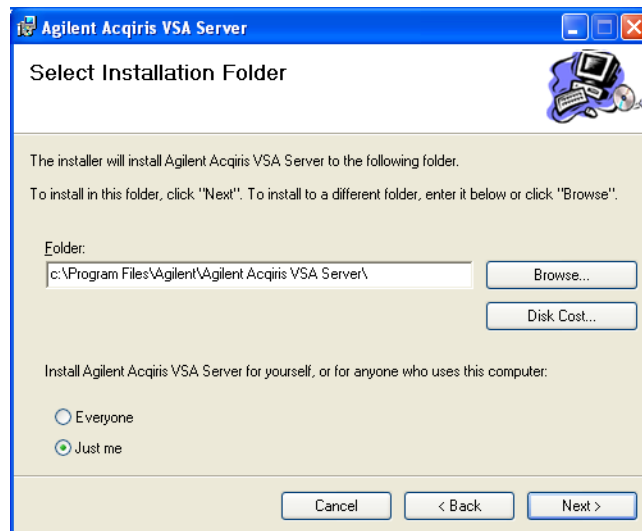 Agilent Acqiris VSA Server
Select Installation Folder
The installer will install Agilent Acqiris VSA Server to the following folder.
To install in this folder, click "Next". To install to a different folder, enter it below or click "Browse".
Folder:
c:\Program Files\Agilent\Agilent Acqiris VSA Server\
Browse...
Disk Cost...
Install Agilent Acqiris VSA Server for yourself, or for anyone who uses this computer:
Everyone
Just me
Cancel
< Back
Next >